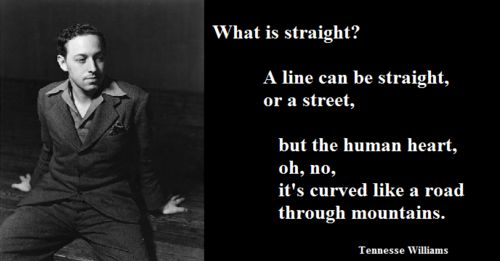 What is straight?
A line can be straight,
or a street,
but the human heart,
oh, no,
it's curved like a road
through mountains.
Tennesse Williams